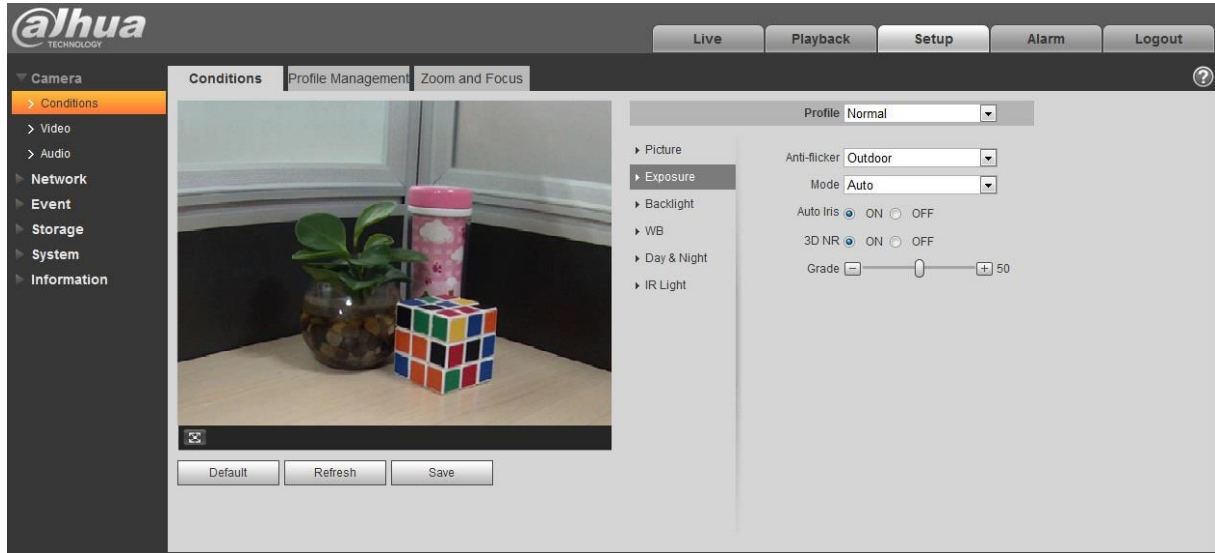 alhua
TECHNOLOGY
Live Playback Setup Alarm Logout
Camera
Conditions
Video
Audio
Network
Event
Storage
System
Information
Conditions Profile Management Zoom and Focus ?
Profile Normal
Picture
Exposure
Backlight
WB
Day & Night
IR Light
Anti-flicker Outdoor
Mode Auto
Auto Iris ON OFF
3D NR ON OFF
Grade - + 50
Default Refresh Save